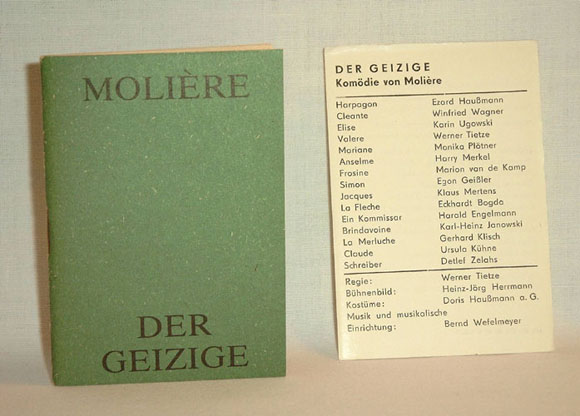 MOLIÈRE
DER
GEIZIGE
DER GEIZIGE
Komödie von Molière
Harpagon Ezard Haußmann
Cleante Winfried Wagner
Elise Karin Ugowski
Valere Werner Tietze
Mariane Monika Plötner
Anselme Harry Merkel
Frosine Marion van de Kamp
Simon Egon Geißler
Jacques Klaus Mertens
La Fleche Eckhardt Bogda
Ein Kommissar Harald Engelmann
Brindavoine Karl-Heinz Janowski
La Merluche Gerhard Klisch
Claude Ursula Kühne
Schreiber Detlef Zelahs
Regie: Werner Tietze
Bühnenbild: Heinz-Jörg Herrmann
Kostüme: Doris Haußmann a. G.
Musik und musikalische
Einrichtung: Bernd Wefelmeyer